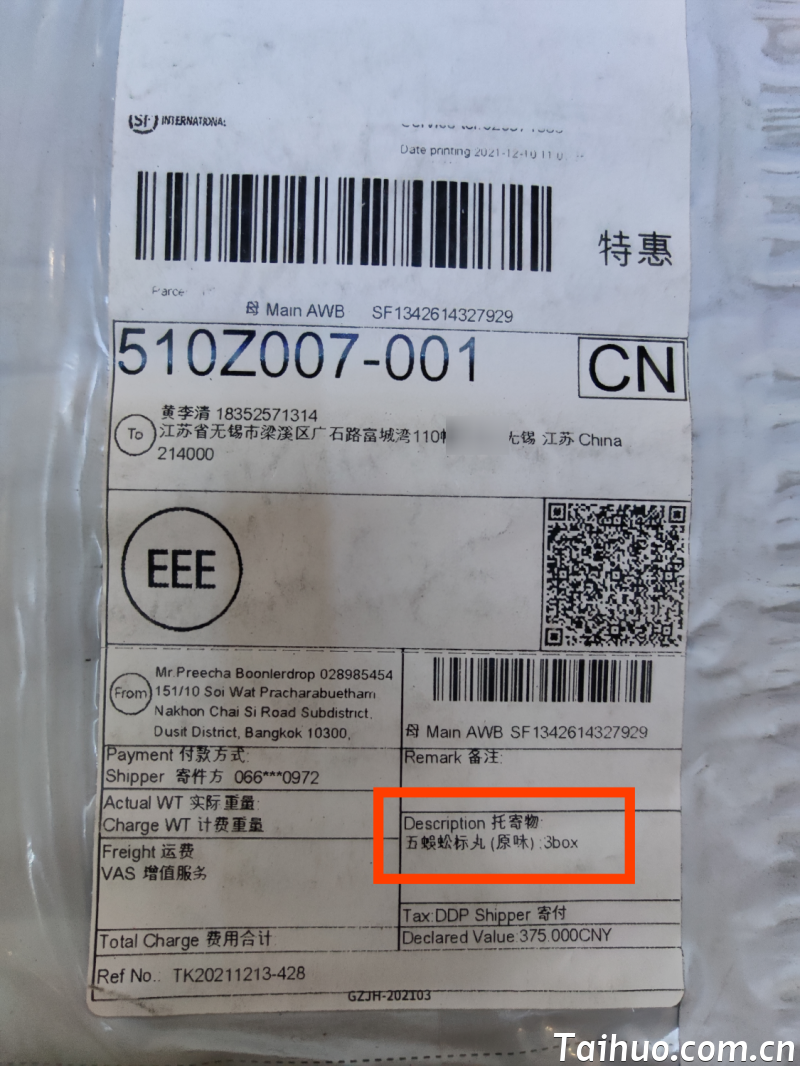 SF INTERNATIONAL
Date printing 2021-12-10 11:0
特惠
母 Main AWB SF1342614327929
510Z007-001
CN
To
黄李清 18352571314
江苏省无锡市梁溪区广石路富城湾110 无锡 江苏 China
214000
EEE
From
Mr.Preecha Boonlerdrop 028985454
151/10 Soi Wat Pracharabuetham
Nakhon Chai Si Road Subdistrict,
Dusit District, Bangkok 10300,
母 Main AWB SF1342614327929
Payment 付款方式:
Shipper 寄件方 066***0972
Remark 备注:
Actual WT 实际重量:
Charge WT 计费重量
Description 托寄物:
五蜈蚣标丸(原味):3box
Freight 运费
VAS 增值服务
Tax:DDP Shipper 寄付
Total Charge 费用合计
Declared Value:375.000CNY
Ref No.: TK20211213-428
GZJH-202103
Taihuo.com.cn